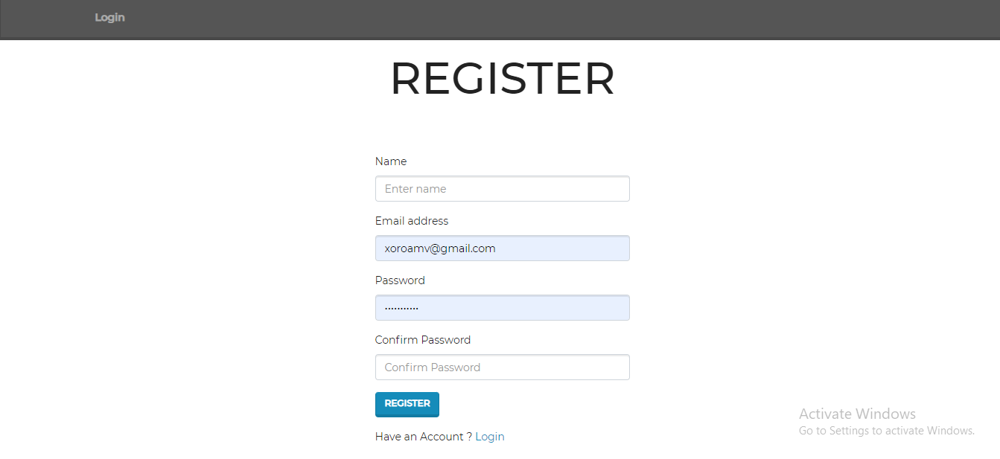 Login
REGISTER
Name
Enter name
Email address
xoroamv@gmail.com
Password
...........
Confirm Password
Confirm Password
REGISTER
Have an Account ? Login
Activate Windows
Go to Settings to activate Windows.